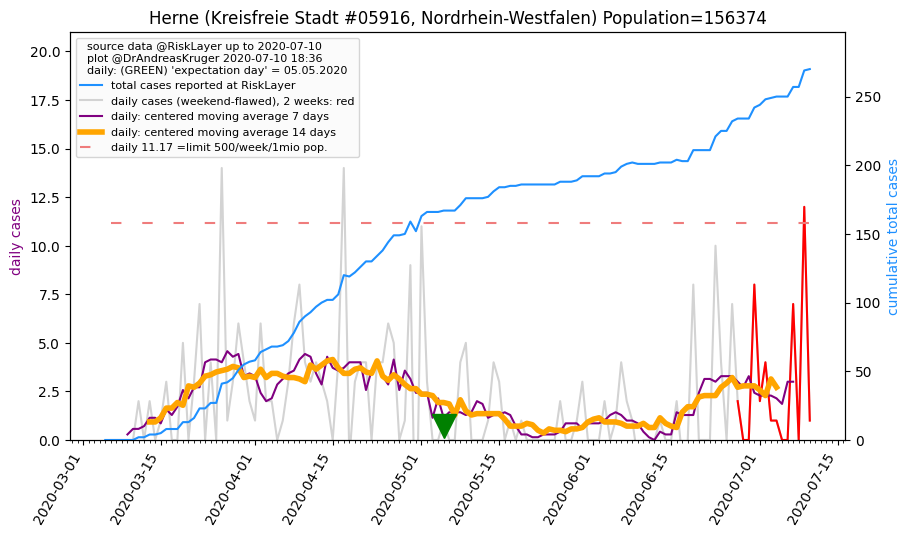 Herne (Kreisfreie Stadt #05916, Nordrhein-Westfalen) Population=156374
source data @RiskLayer up to 2020-07-10
plot @DrAndreasKruger 2020-07-10 18:36
daily: (GREEN) 'expectation day' = 05.05.2020
total cases reported at RiskLayer
daily cases (weekend-flawed), 2 weeks: red
daily: centered moving average 7 days
daily: centered moving average 14 days
daily 11.17 =limit 500/week/1mio pop.
daily cases
20.0
17.5
15.0
12.5
10.0
7.5
5.0
2.5
0.0
cumulative total cases
250
200
150
100
50
0
2020-03-01
2020-03-15
2020-04-01
2020-04-15
2020-05-01
2020-05-15
2020-06-01
2020-06-15
2020-07-01
2020-07-15